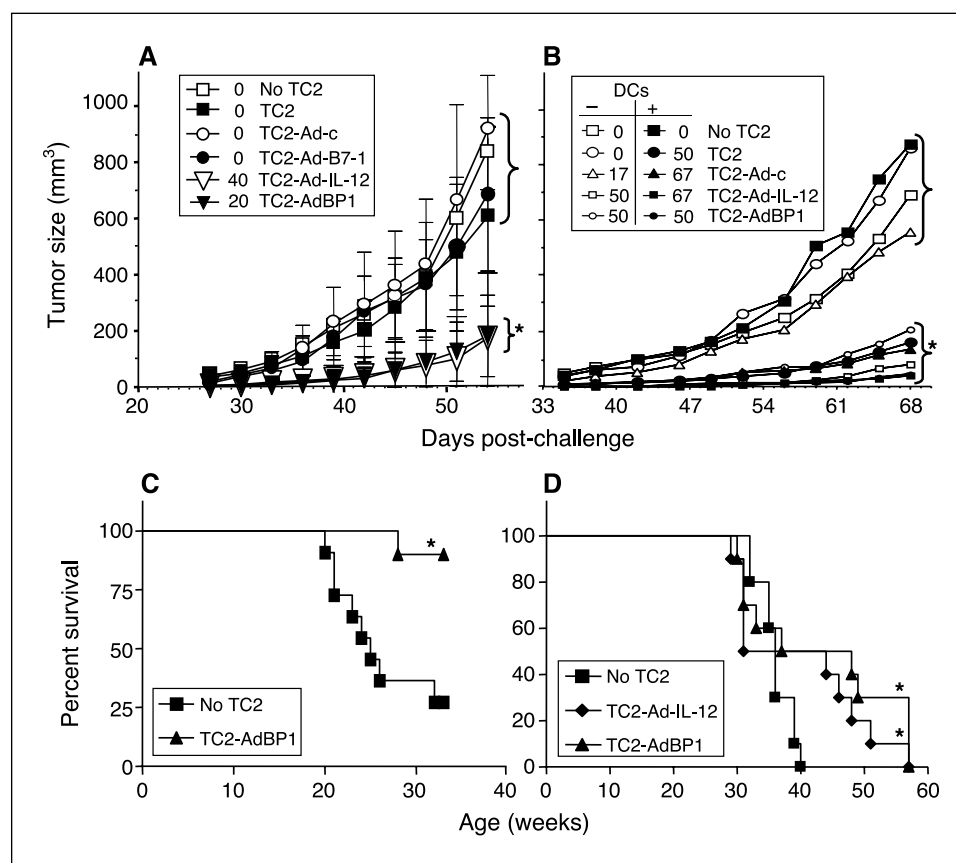 A
B
0 No TC2
0 TC2
0 TC2-Ad-c
0 TC2-Ad-B7-1
40 TC2-Ad-IL-12
20 TC2-AdBP1
DCs
− +
0 0 No TC2
0 50 TC2
17 67 TC2-Ad-c
50 67 TC2-Ad-IL-12
50 50 TC2-AdBP1
Tumor size (mm³)
1000
800
600
400
200
0
*
*
20 30 40 50
33 40 47 54 61 68
Days post-challenge
C
D
Percent survival
100
75
50
25
0
*
No TC2
TC2-AdBP1
0 10 20 30 40
100
80
60
40
20
0
*
*
No TC2
TC2-Ad-IL-12
TC2-AdBP1
0 10 20 30 40 50 60
Age (weeks)